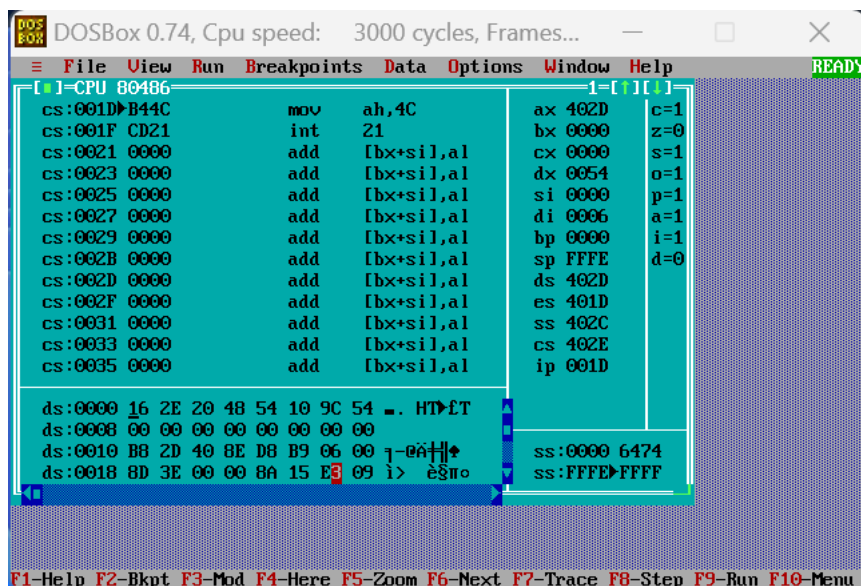 DOS BOX DOSBox 0.74, Cpu speed: 3000 cycles, Frames...
≡ File View Run Breakpoints Data Options Window Help READY
[■]=CPU 80486 1=[↑][↓]
cs:001D►B44C mov ah,4C ax 402D c=1
cs:001F CD21 int 21 bx 0000 z=0
cs:0021 0000 add [bx+si],al cx 0000 s=1
cs:0023 0000 add [bx+si],al dx 0054 o=1
cs:0025 0000 add [bx+si],al si 0000 p=1
cs:0027 0000 add [bx+si],al di 0006 a=1
cs:0029 0000 add [bx+si],al bp 0000 i=1
cs:002B 0000 add [bx+si],al sp FFFE d=0
cs:002D 0000 add [bx+si],al ds 402D
cs:002F 0000 add [bx+si],al es 401D
cs:0031 0000 add [bx+si],al ss 402C
cs:0033 0000 add [bx+si],al cs 402E
cs:0035 0000 add [bx+si],al ip 001D
ds:0000 16 2E 20 48 54 10 9C 54 ▬. HT►£T
ds:0008 00 00 00 00 00 00 00 00
ds:0010 B8 2D 40 8E D8 B9 06 00 ╕-@Ä╪╣♠ ss:0000 6474
ds:0018 8D 3E 00 00 8A 15 E3 09 ì> è§π○ ss:FFFE►FFFF
F1-Help F2-Bkpt F3-Mod F4-Here F5-Zoom F6-Next F7-Trace F8-Step F9-Run F10-Menu